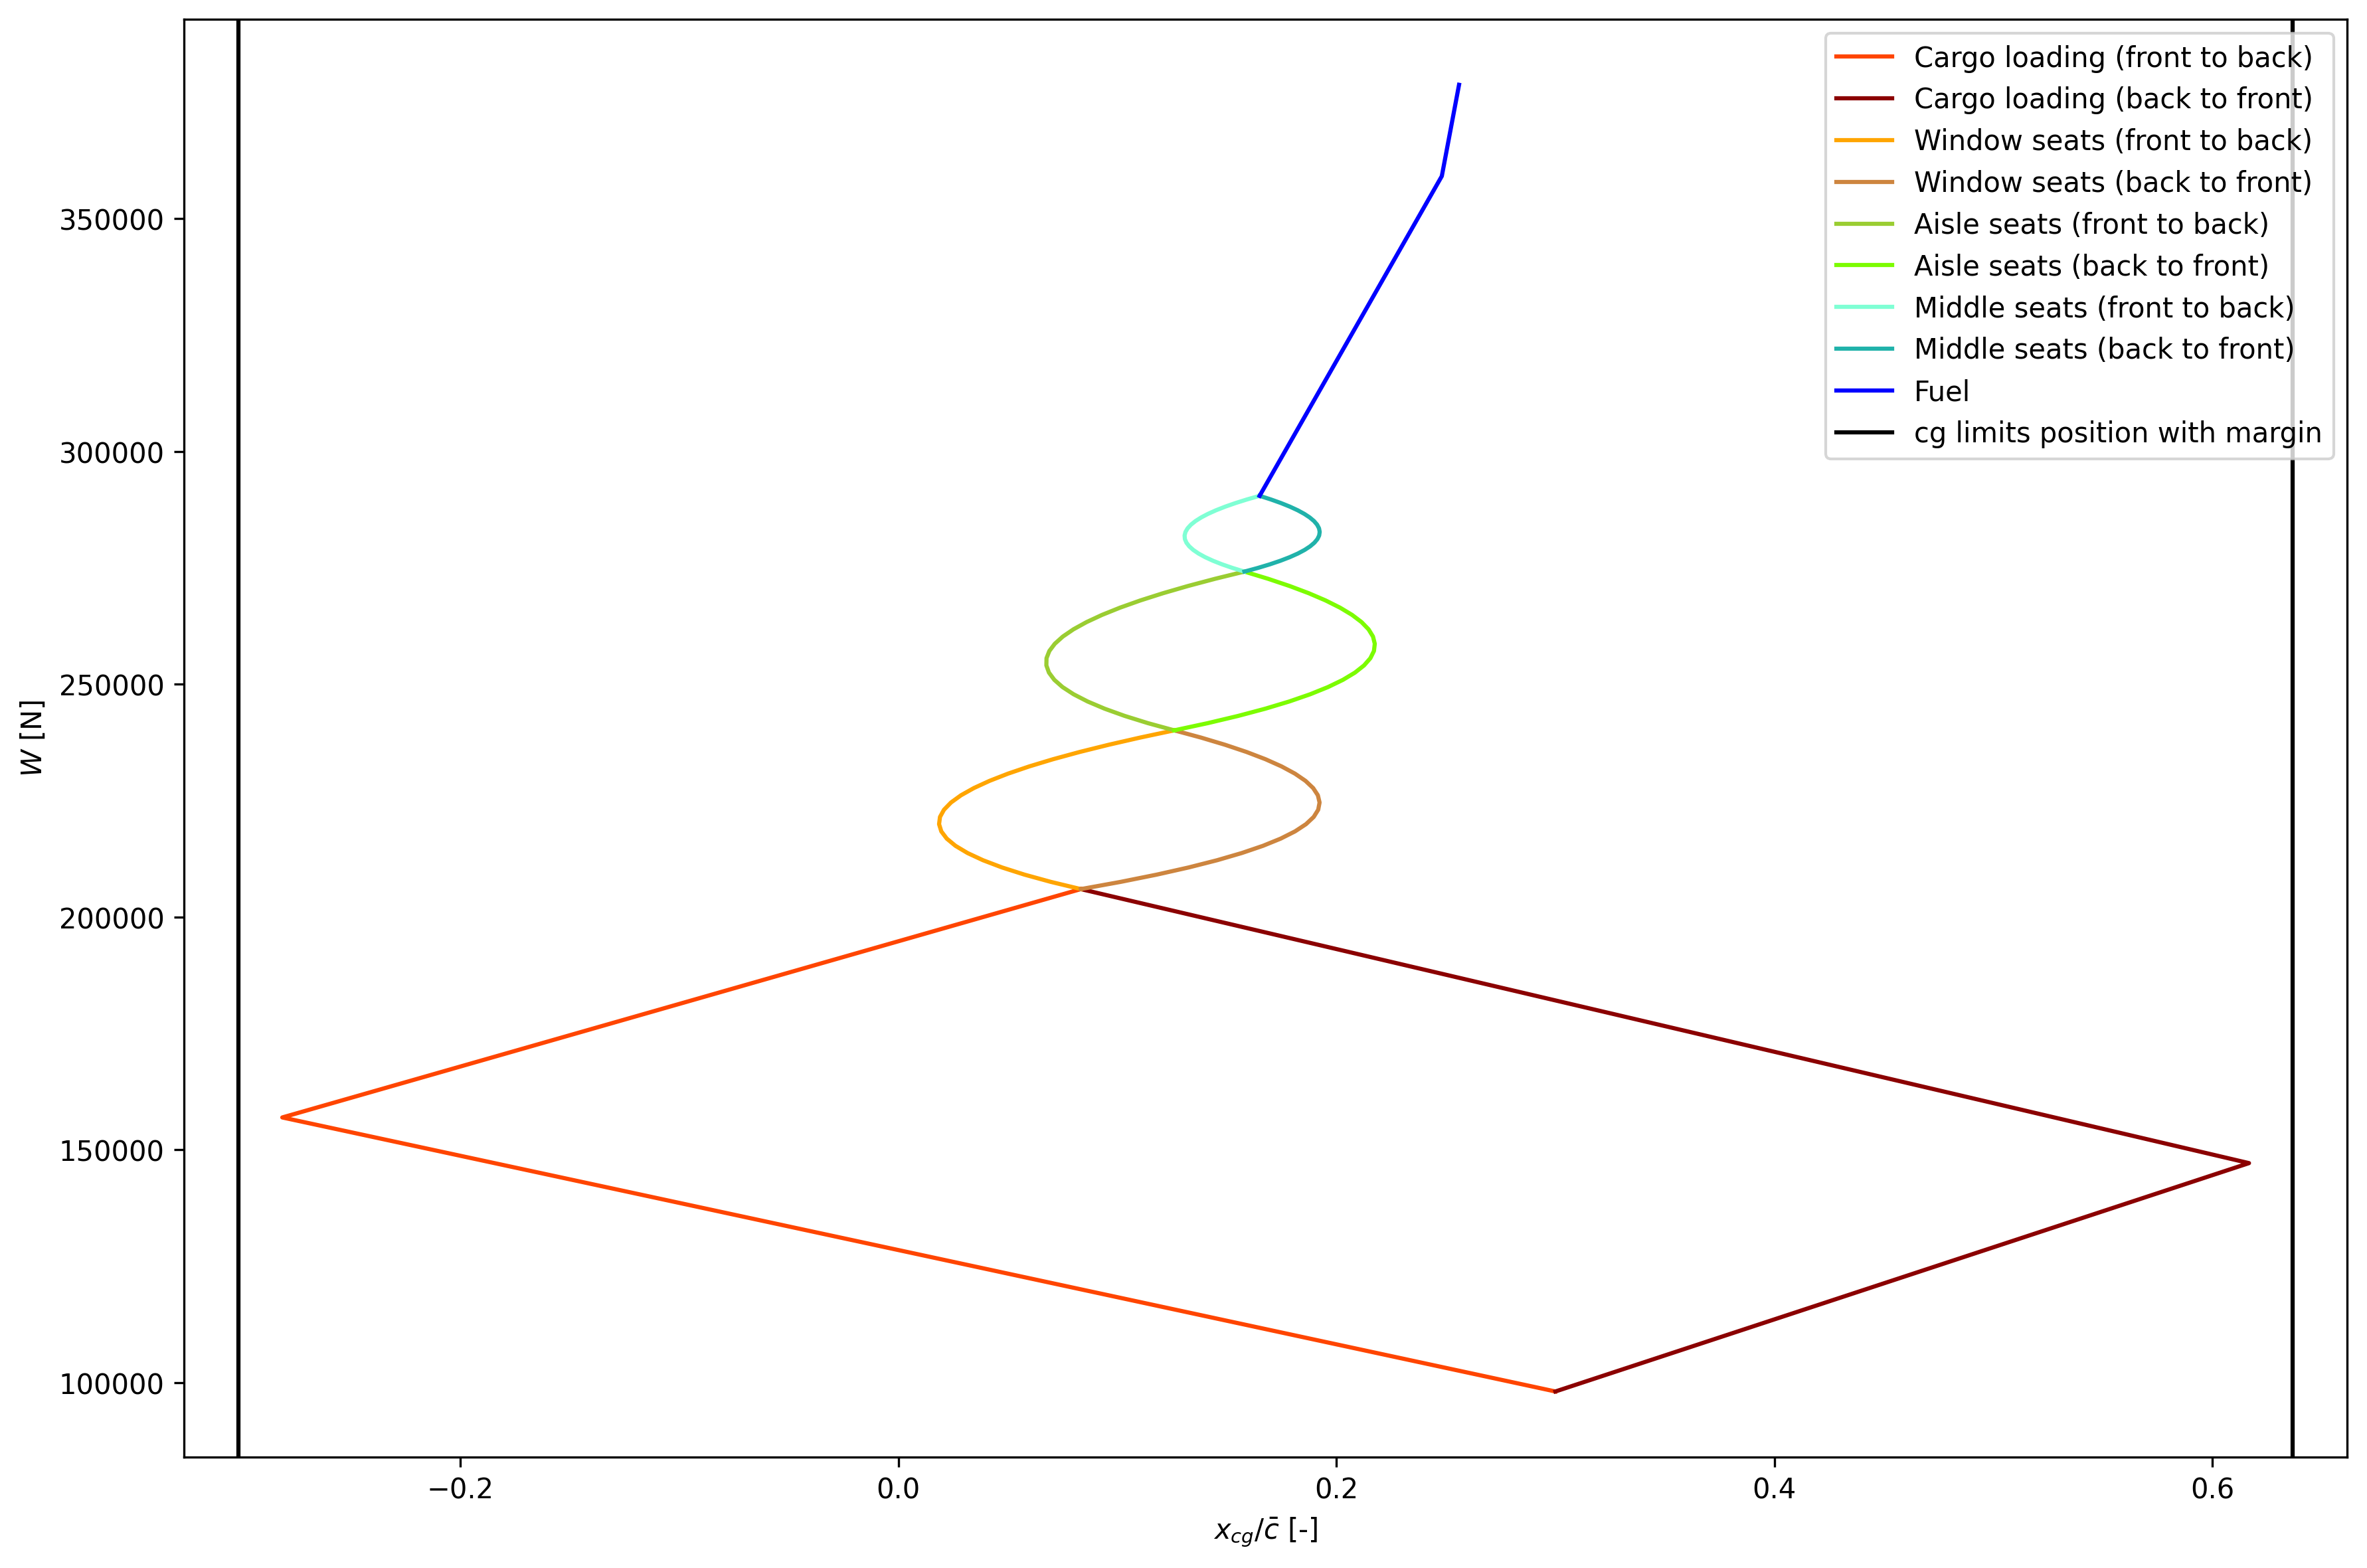 Cargo loading (front to back)
Cargo loading (back to front)
Window seats (front to back)
Window seats (back to front)
Aisle seats (front to back)
Aisle seats (back to front)
Middle seats (front to back)
Middle seats (back to front)
Fuel
cg limits position with margin
350000
300000
250000
200000
150000
100000
W [N]
−0.2
0.0
0.2
0.4
0.6
x_{cg}/c̄ [-]